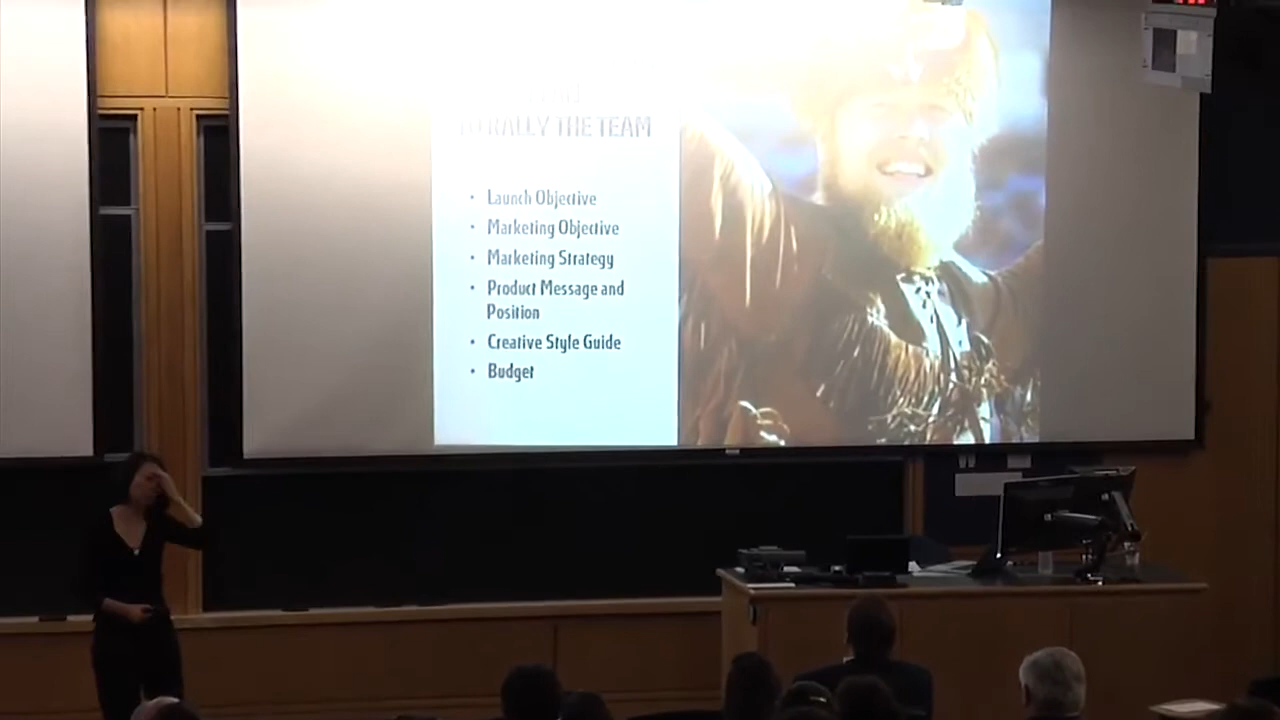 TO RALLY THE TEAM
• Launch Objective
• Marketing Objective
• Marketing Strategy
• Product Message and
Position
• Creative Style Guide
• Budget